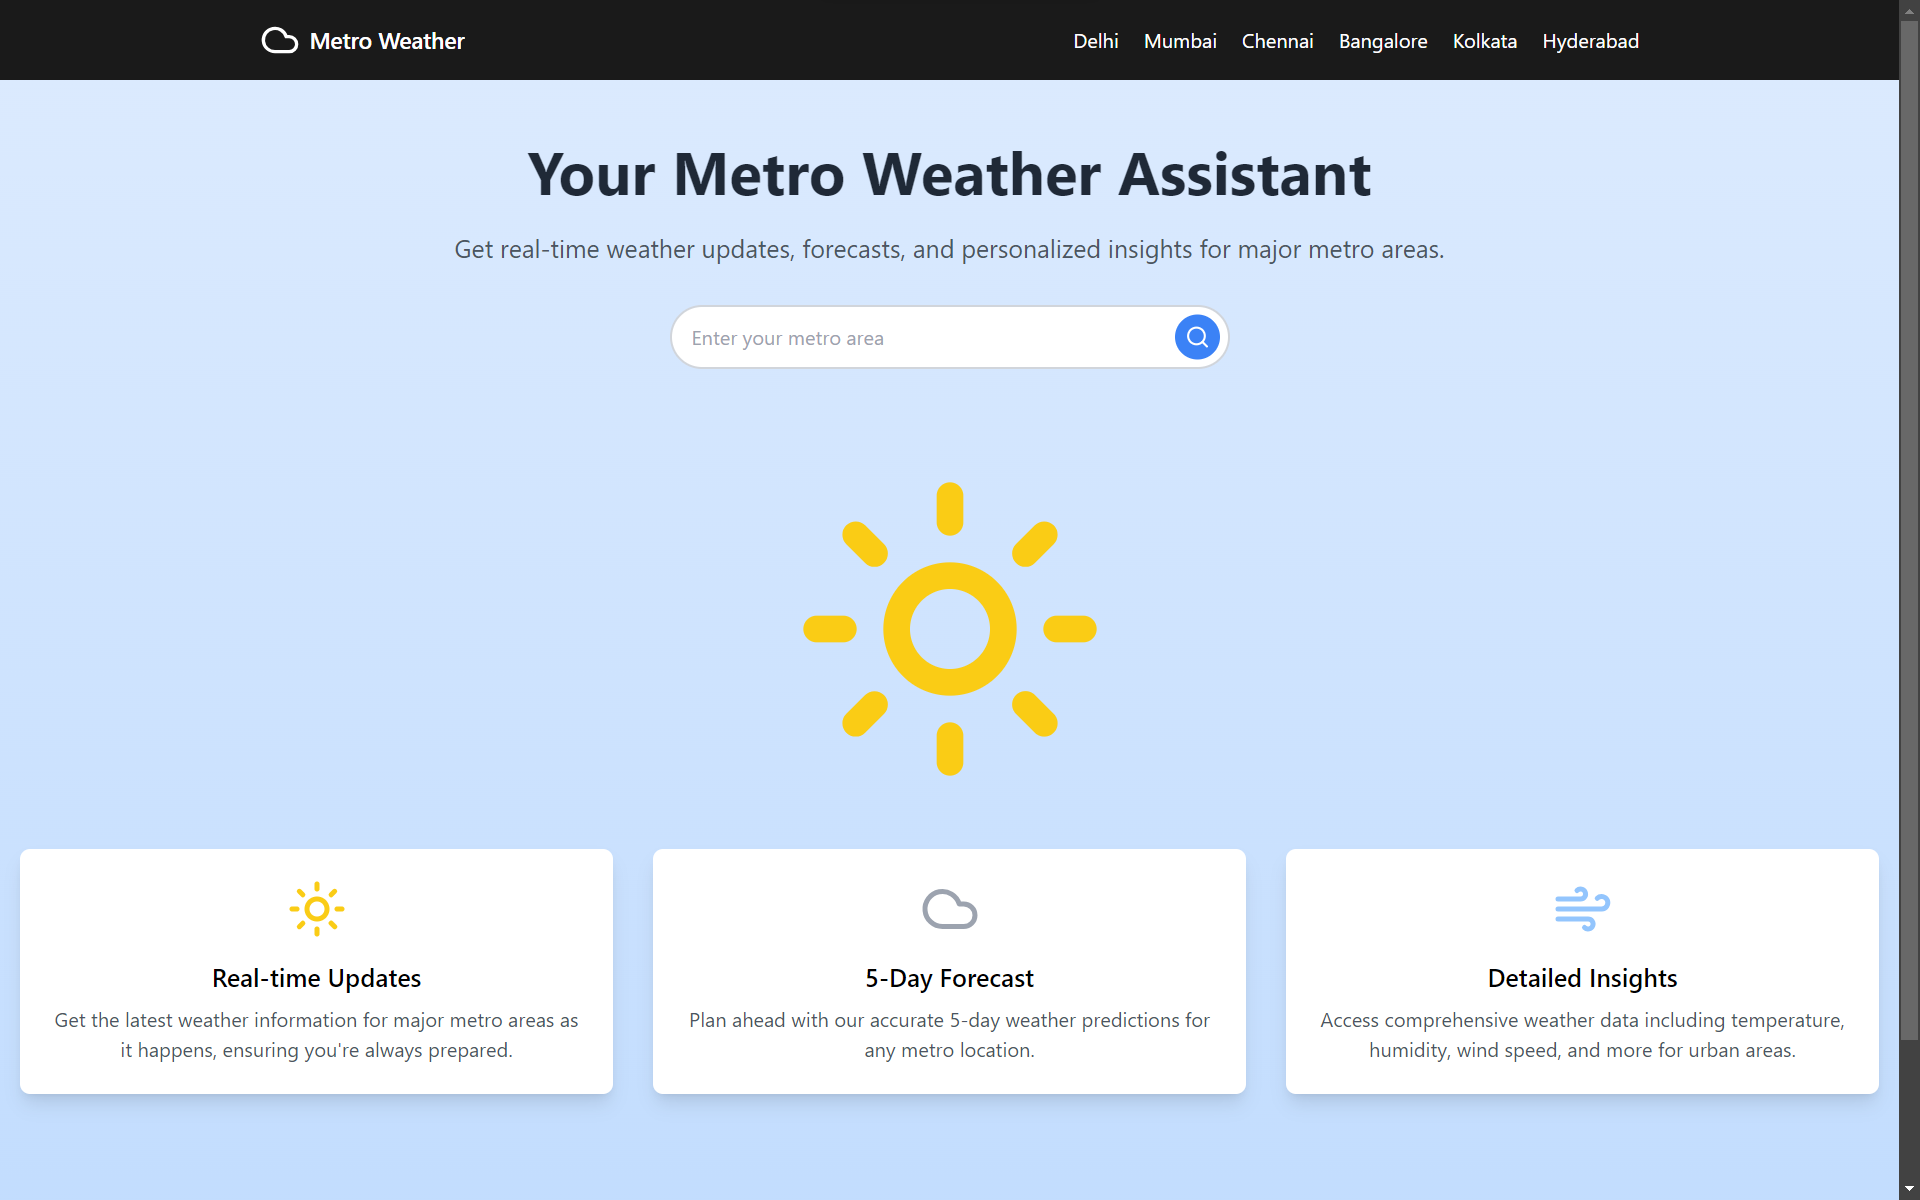 Metro Weather
Delhi Mumbai Chennai Bangalore Kolkata Hyderabad
Your Metro Weather Assistant
Get real-time weather updates, forecasts, and personalized insights for major metro areas.
Enter your metro area
Real-time Updates
Get the latest weather information for major metro areas as
it happens, ensuring you're always prepared.
5-Day Forecast
Plan ahead with our accurate 5-day weather predictions for
any metro location.
Detailed Insights
Access comprehensive weather data including temperature,
humidity, wind speed, and more for urban areas.